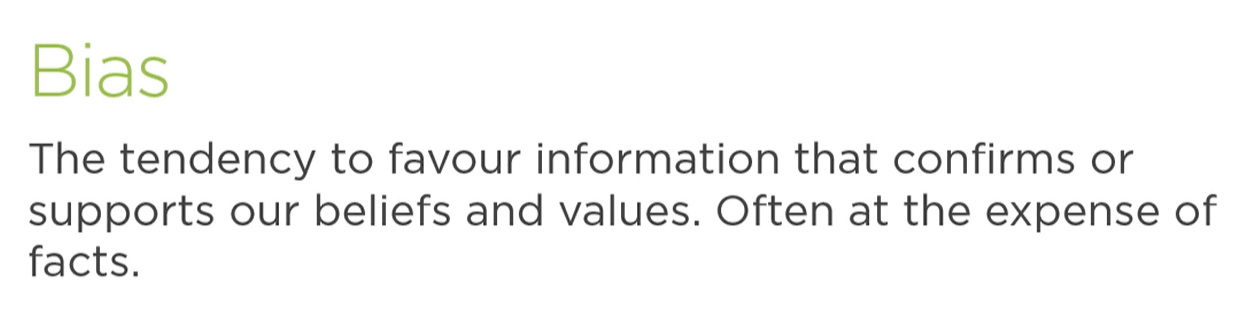 Bias
The tendency to favour information that confirms or
supports our beliefs and values. Often at the expense of
facts.